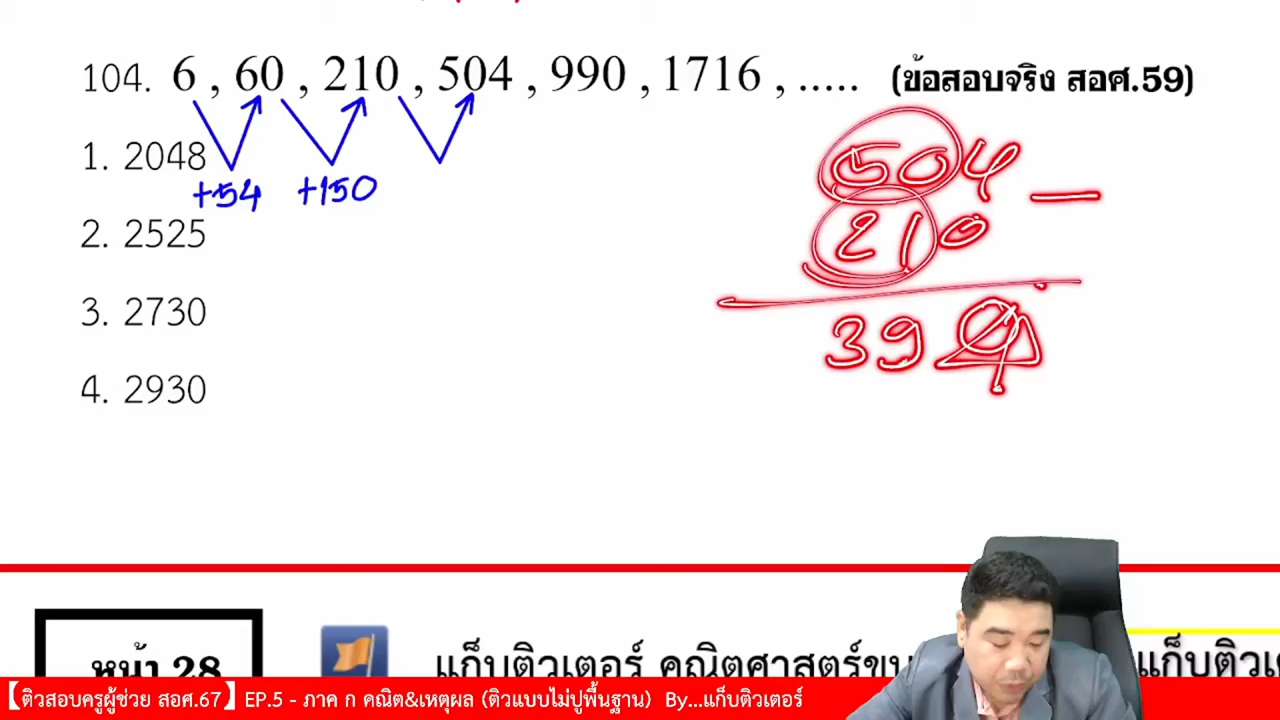 104. 6 , 60 , 210 , 504 , 990 , 1716 , ..... (ข้อสอบจริง สอศ.59)
1. 2048
+54 +150
2. 2525
3. 2730
4. 2930
504 —
210
39
หน้า 28
แก็บติวเตอร์ คณิตศาสตร์
แก็บติว
【ติวสอบครูผู้ช่วย สอศ.67】 EP.5 - ภาค ก คณิต&เหตุผล (ติวแบบไม่ปูพื้นฐาน) By...แก็บติวเตอร์